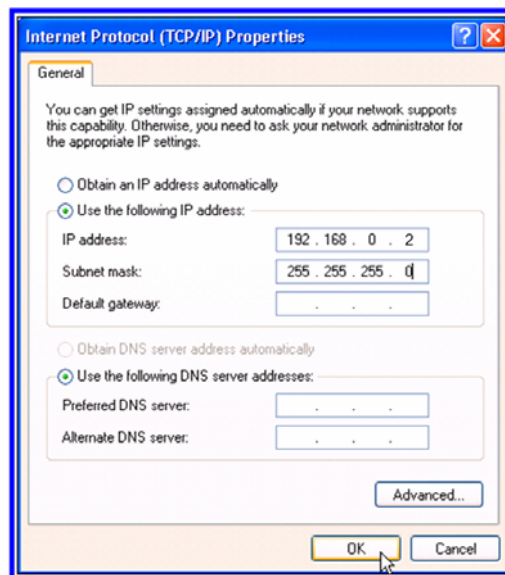 Internet Protocol (TCP/IP) Properties
General
You can get IP settings assigned automatically if your network supports
this capability. Otherwise, you need to ask your network administrator for
the appropriate IP settings.
Obtain an IP address automatically
Use the following IP address:
IP address: 192 . 168 . 0 . 2
Subnet mask: 255 . 255 . 255 . 0
Default gateway: . . .
Obtain DNS server address automatically
Use the following DNS server addresses:
Preferred DNS server: . . .
Alternate DNS server: . . .
Advanced...
OK Cancel